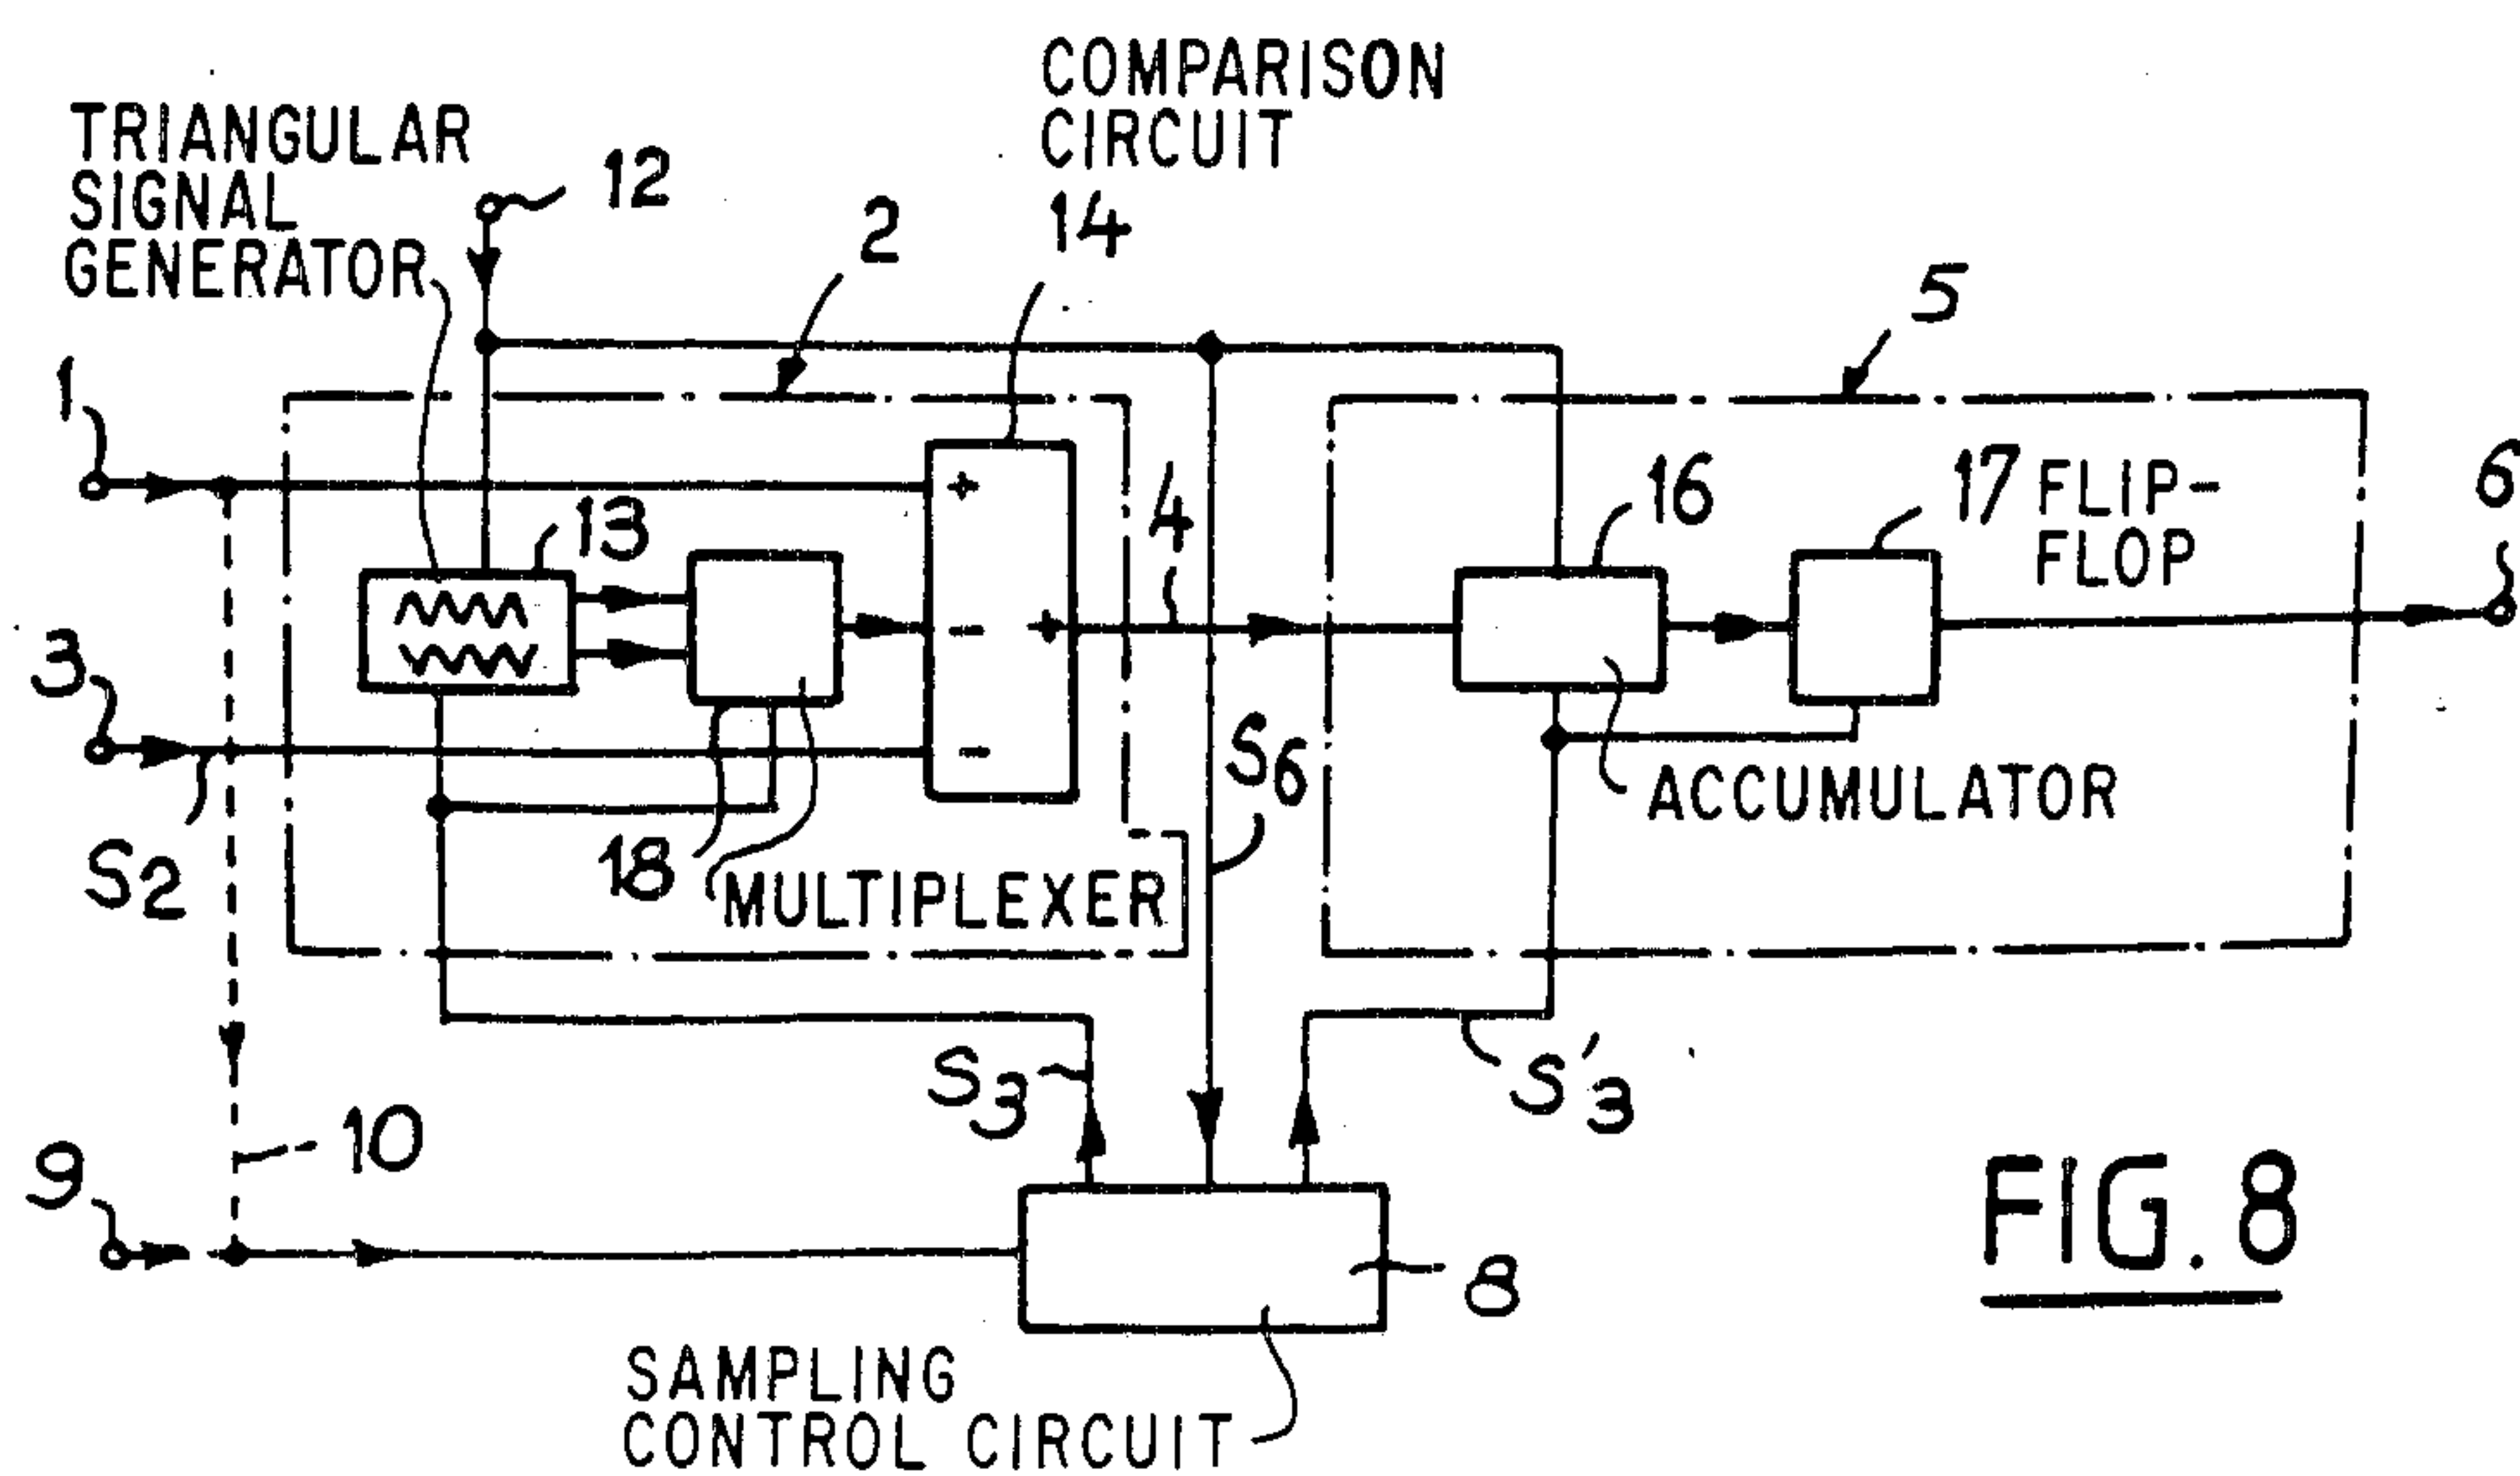 COMPARISON
CIRCUIT
14
TRIANGULAR
SIGNAL
GENERATOR
12
2
5
1
+
4
16
17 FLIP-
FLOP
6
13
-
+
3
-
S6
ACCUMULATOR
S2
18
MULTIPLEXER
S3
S'3
10
9
8
FIG. 8
SAMPLING
CONTROL CIRCUIT